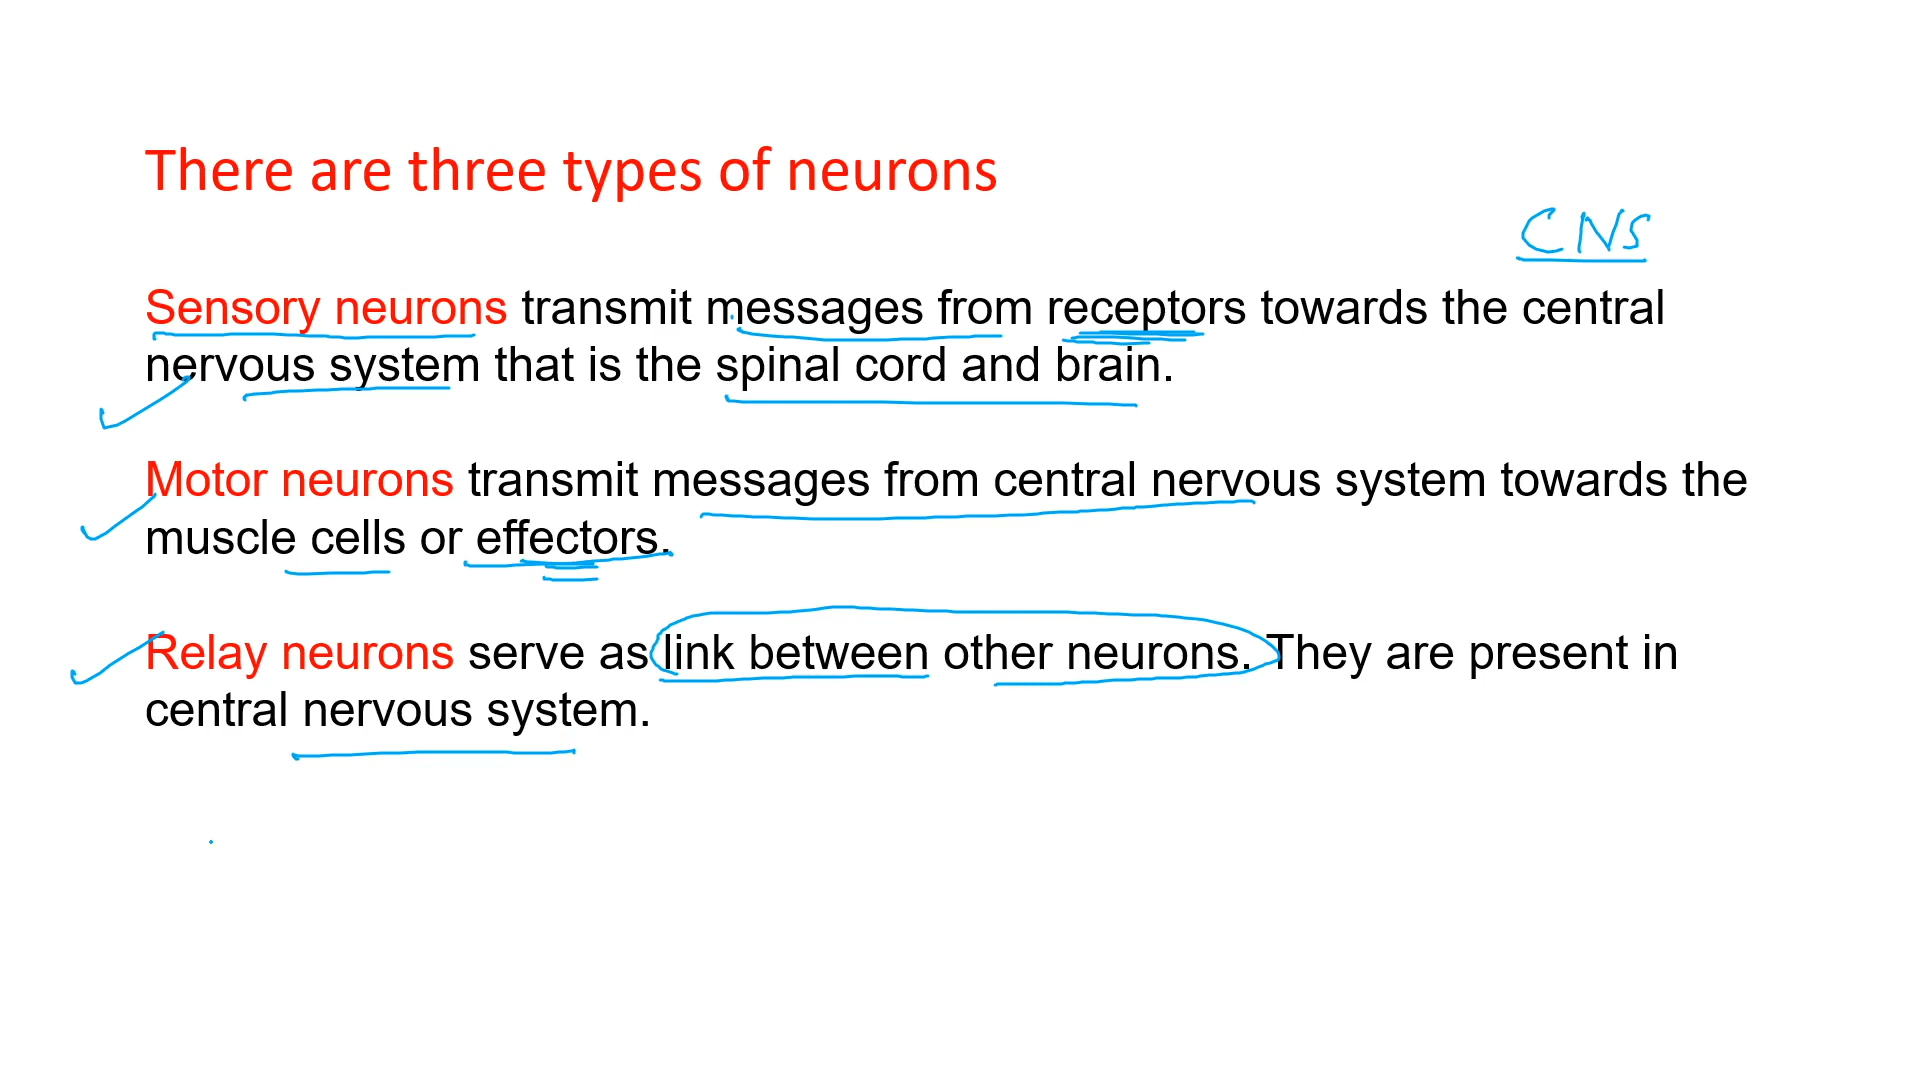 There are three types of neurons
CNS
Sensory neurons transmit messages from receptors towards the central
nervous system that is the spinal cord and brain.
Motor neurons transmit messages from central nervous system towards the
muscle cells or effectors.
Relay neurons serve as link between other neurons. They are present in
central nervous system.